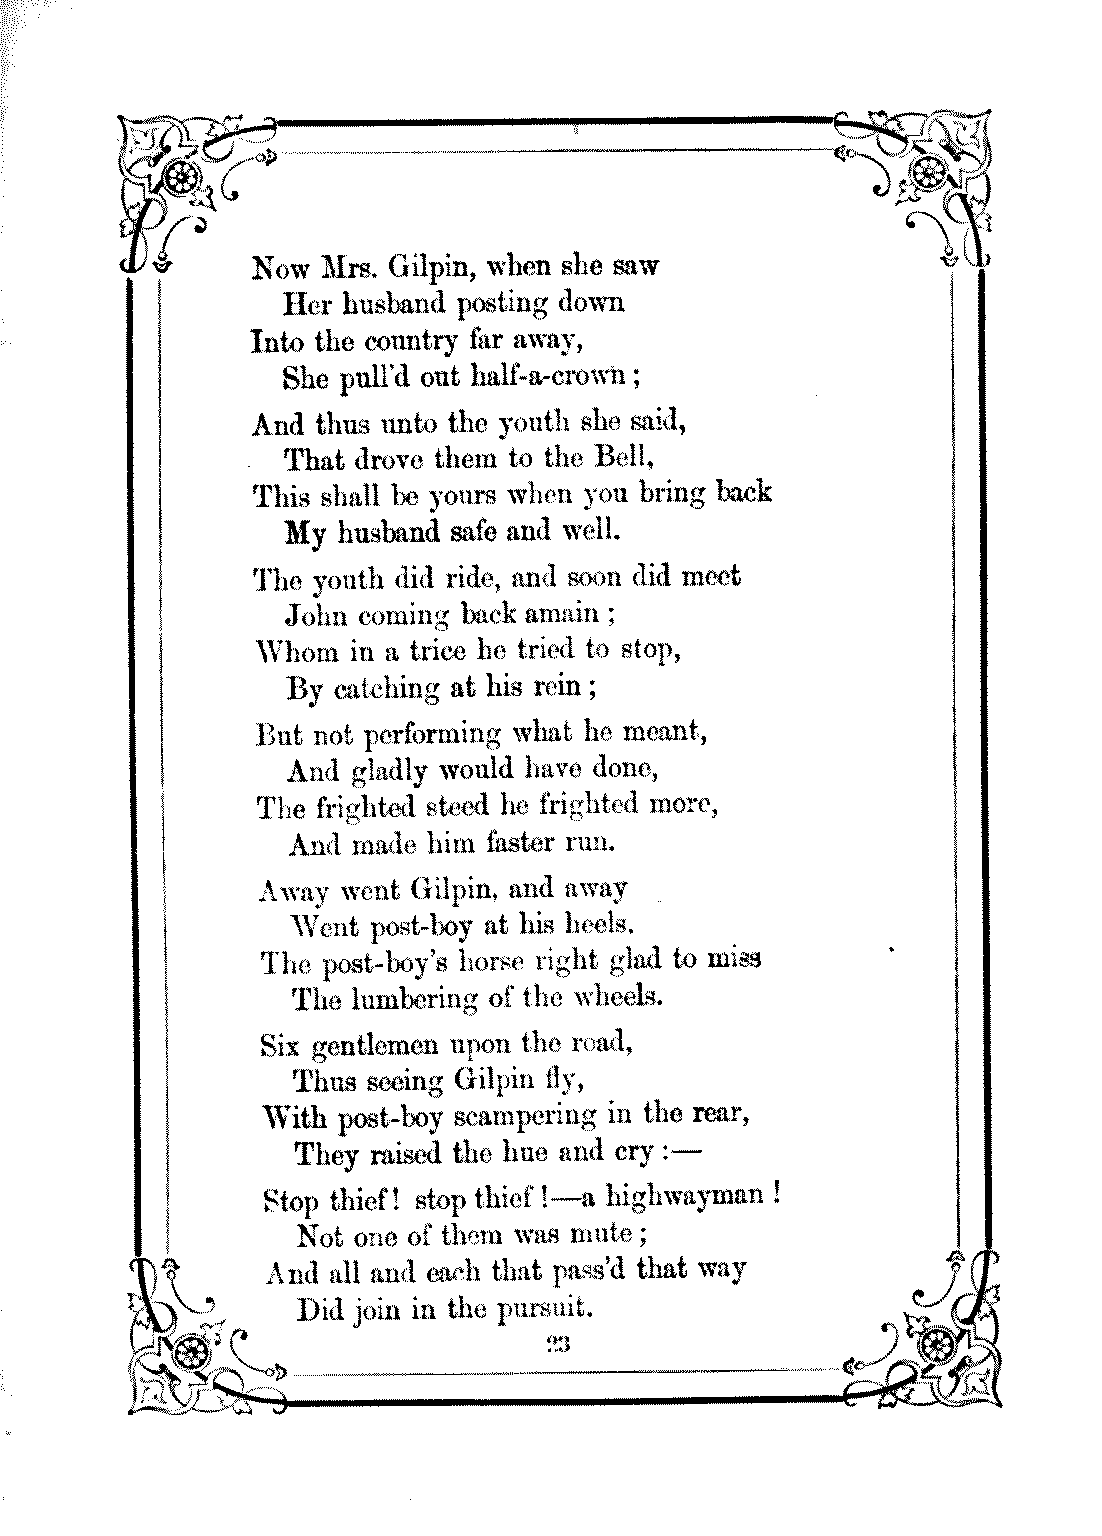 Now Mrs. Gilpin, when she saw
Her husband posting down
Into the country far away,
She pull'd out half-a-crown;
And thus unto the youth she said,
That drove them to the Bell,
This shall be yours when you bring back
My husband safe and well.
The youth did ride, and soon did meet
John coming back amain;
Whom in a trice he tried to stop,
By catching at his rein;
But not performing what he meant,
And gladly would have done,
The frighted steed he frighted more,
And made him faster run.
Away went Gilpin, and away
Went post-boy at his heels.
The post-boy's horse right glad to miss
The lumbering of the wheels.
Six gentlemen upon the road,
Thus seeing Gilpin fly,
With post-boy scampering in the rear,
They raised the hue and cry:—
Stop thief! stop thief!—a highwayman!
Not one of them was mute;
And all and each that pass'd that way
Did join in the pursuit.
23